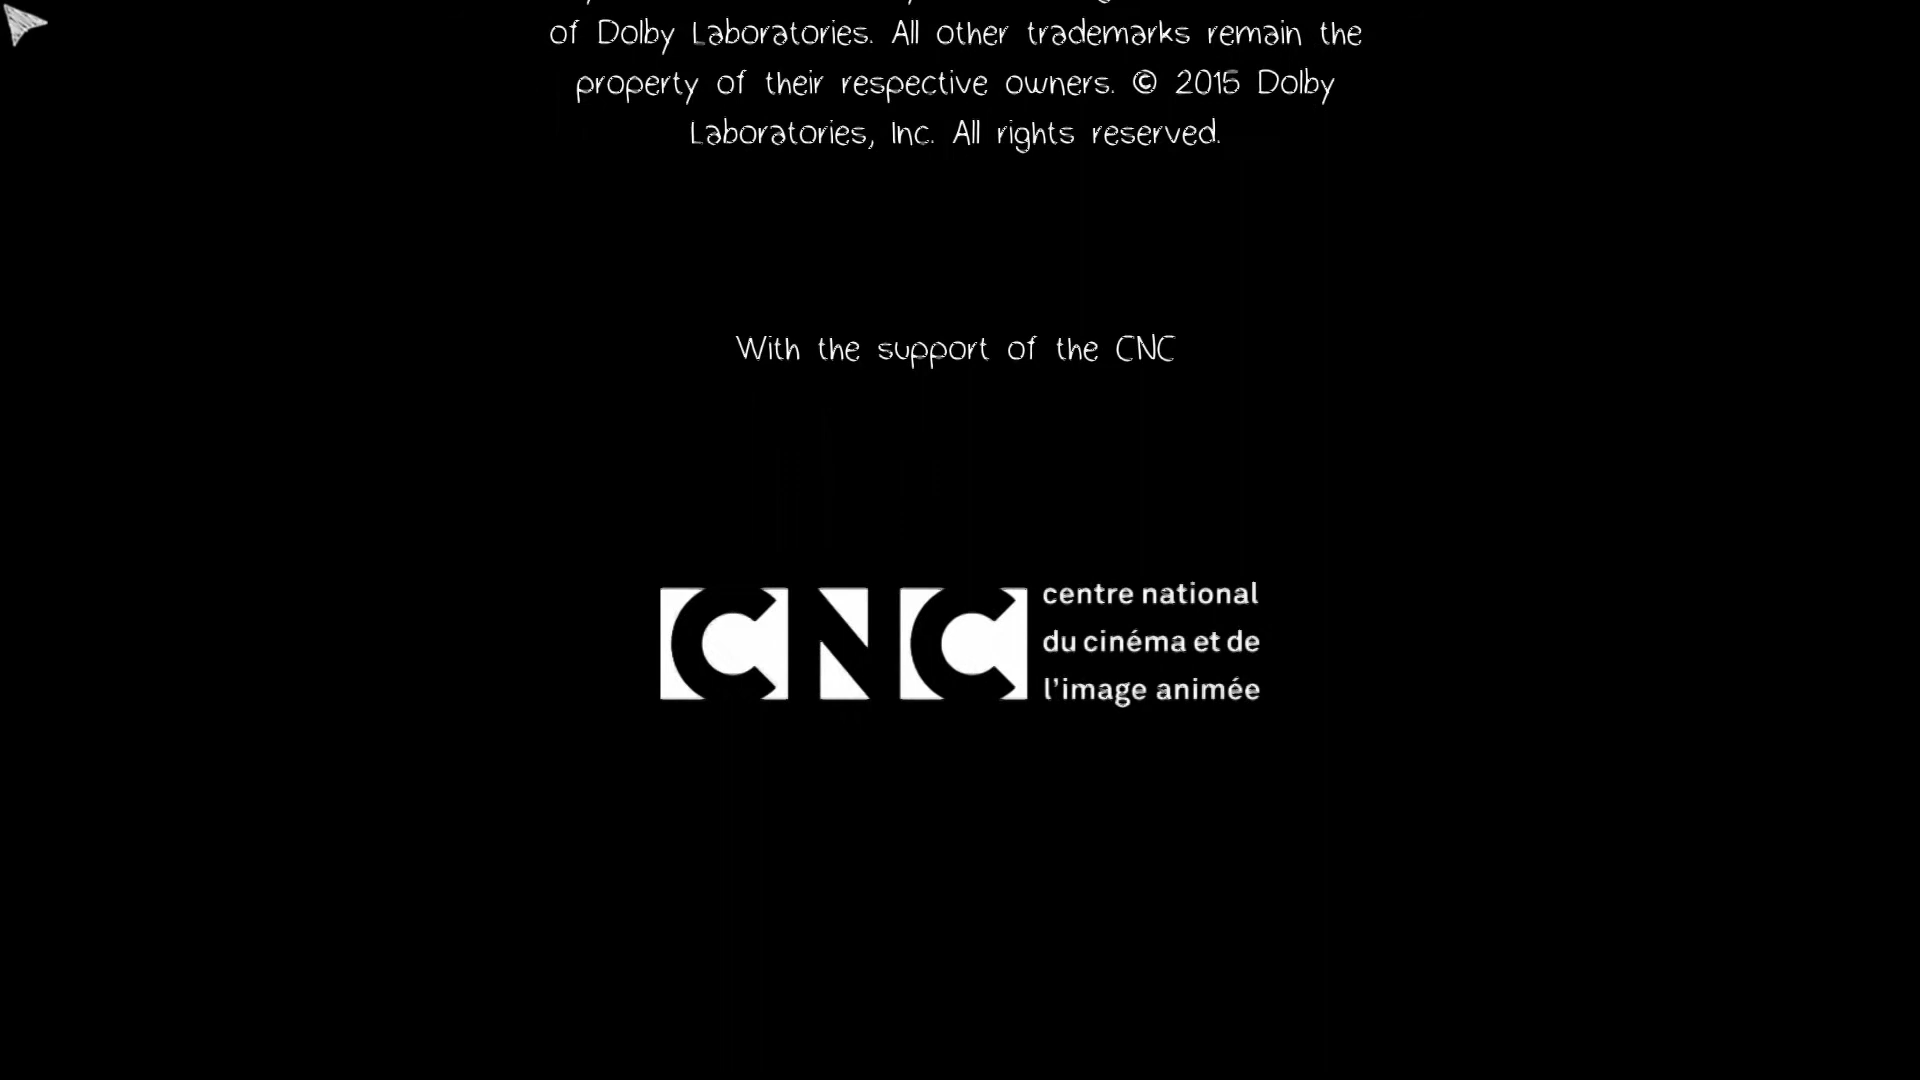 of Dolby Laboratories. All other trademarks remain the
property of their respective owners. © 2015 Dolby
Laboratories, Inc. All rights reserved.
With the support of the CNC
CNC
centre national
du cinéma et de
l'image animée